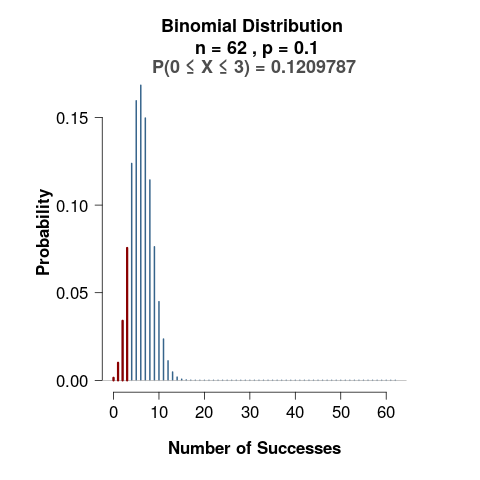 Binomial Distribution
n = 62 , p = 0.1
P(0 ≤ X ≤ 3) = 0.1209787
Probability
0.15
0.10
0.05
0.00
0 10 20 30 40 50 60
Number of Successes